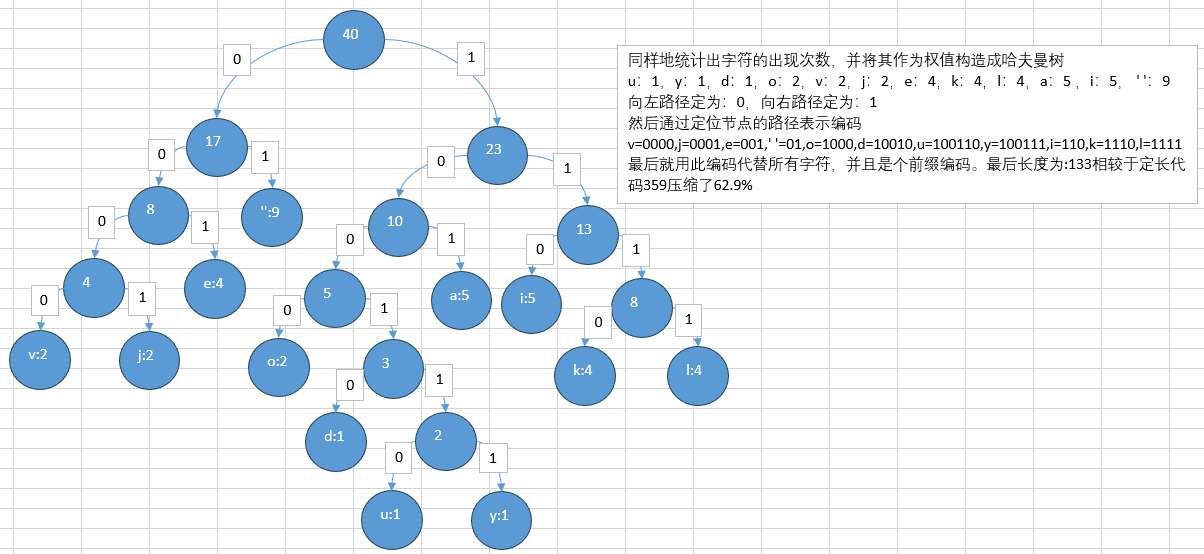 40
0
1
17
23
0
1
0
1
8
'':9
10
13
0
1
0
1
0
1
4
e:4
5
a:5
i:5
8
0
1
0
1
0
1
v:2
j:2
o:2
3
k:4
l:4
0
1
d:1
2
0
1
u:1
y:1
同样地统计出字符的出现次数，并将其作为权值构造成哈夫曼树
u：1，y：1，d：1，o：2，v：2，j：2，e：4，k：4，l：4，a：5 ，i：5， ' '：9
向左路径定为：0，向右路径定为：1
然后通过定位节点的路径表示编码
v=0000,j=0001,e=001,' '=01,o=1000,d=10010,u=100110,y=100111,i=110,k=1110,l=1111
最后就用此编码代替所有字符，并且是个前缀编码。最后长度为:133相较于定长代
码359压缩了62.9%